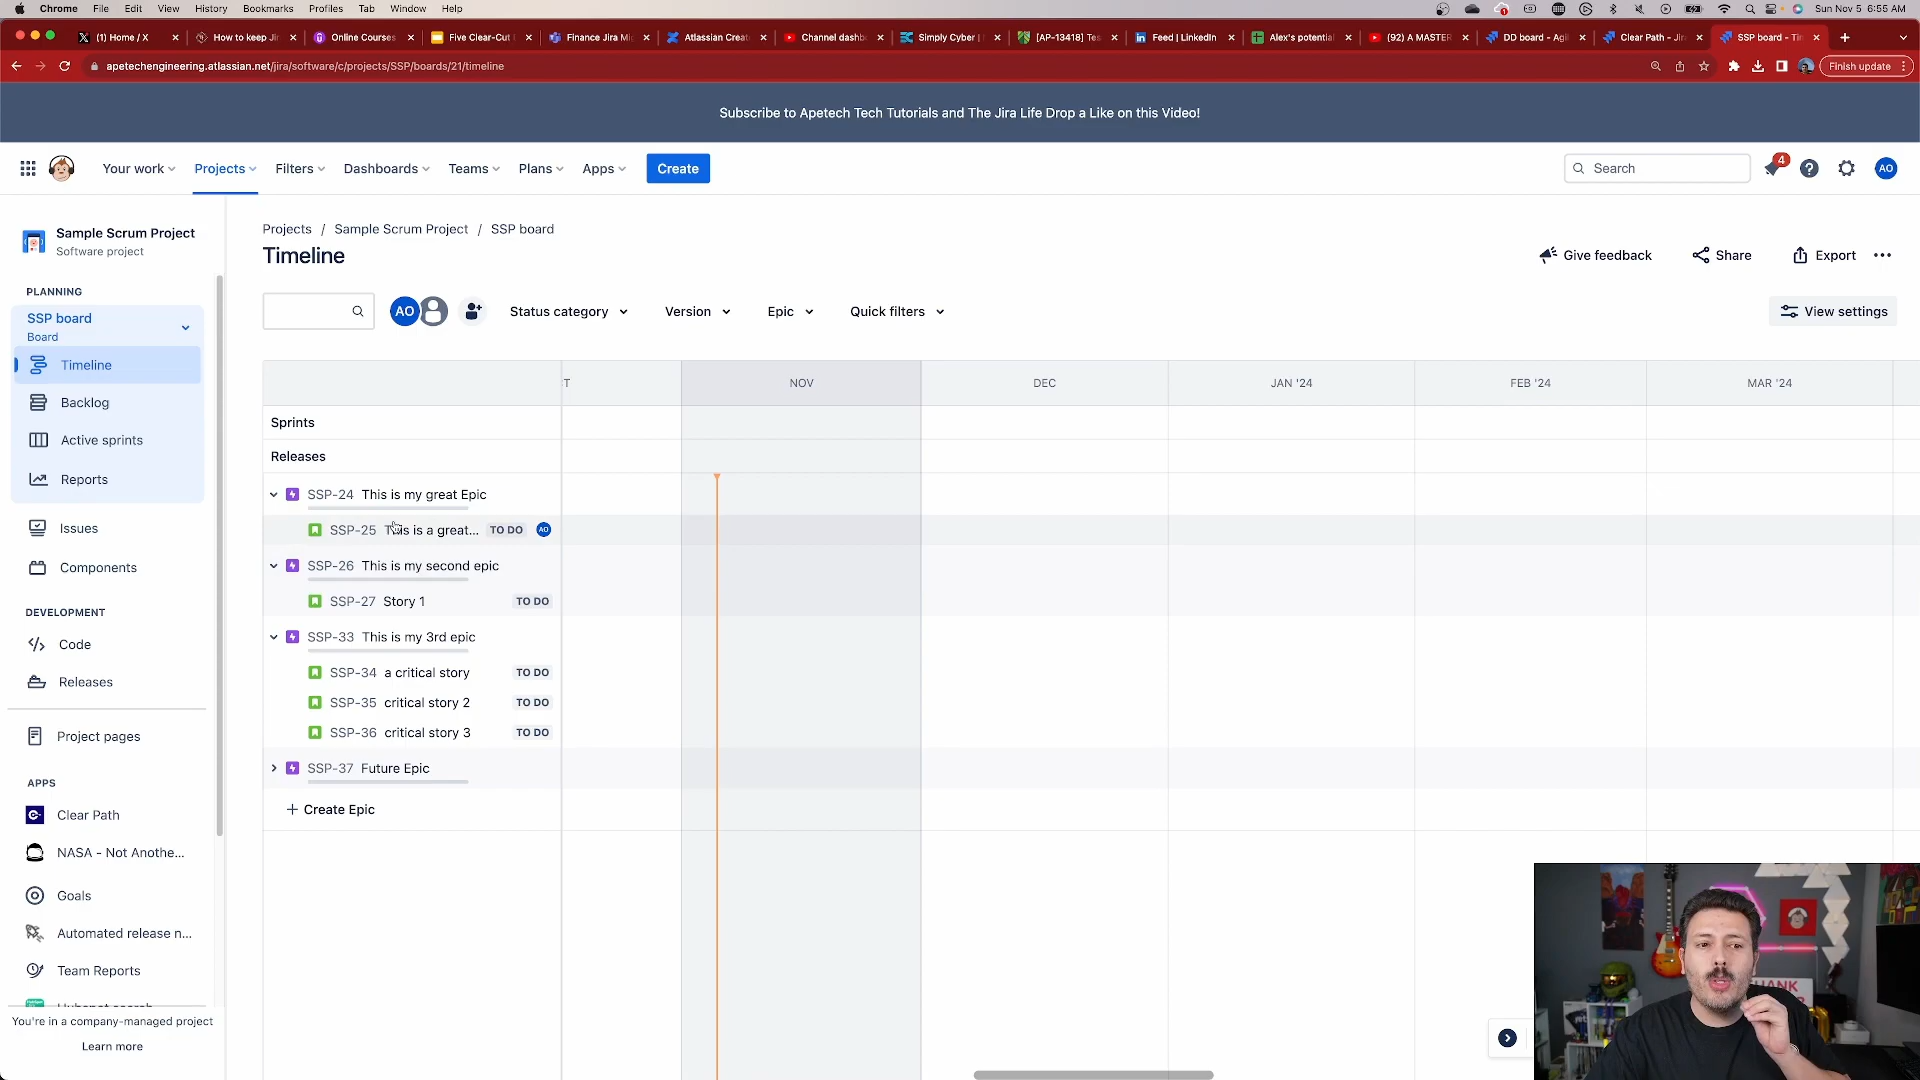 Chrome File Edit View History Bookmarks Profiles Tab Window Help
Sun Nov 5 6:55 AM
(1) Home / X
How to keep Jir
Online Courses
Five Clear-Cut
Finance Jira Mi
Atlassian Creat
Channel dashb
Simply Cyber |
[AP-13418] Tes
Feed | LinkedIn
Alex's potential
(92) A MASTER
DD board - Agil
Clear Path - Jira
SSP board - Tim
apetechengineering.atlassian.net/jira/software/c/projects/SSP/boards/21/timeline
Finish update
Subscribe to Apetech Tech Tutorials and The Jira Life Drop a Like on this Video!
Your work Projects Filters Dashboards Teams Plans Apps Create
Search
4
AO
Sample Scrum Project
Software project
PLANNING
SSP board
Board
Timeline
Backlog
Active sprints
Reports
Issues
Components
DEVELOPMENT
Code
Releases
Project pages
APPS
Clear Path
NASA - Not Anothe...
Goals
Automated release n...
Team Reports
You're in a company-managed project
Learn more
Projects / Sample Scrum Project / SSP board
Timeline
Give feedback
Share
Export
AO
Status category
Version
Epic
Quick filters
View settings
T NOV DEC JAN '24 FEB '24 MAR '24
Sprints
Releases
SSP-24 This is my great Epic
SSP-25 This is a great... TO DO AO
SSP-26 This is my second epic
SSP-27 Story 1 TO DO
SSP-33 This is my 3rd epic
SSP-34 a critical story TO DO
SSP-35 critical story 2 TO DO
SSP-36 critical story 3 TO DO
SSP-37 Future Epic
+ Create Epic